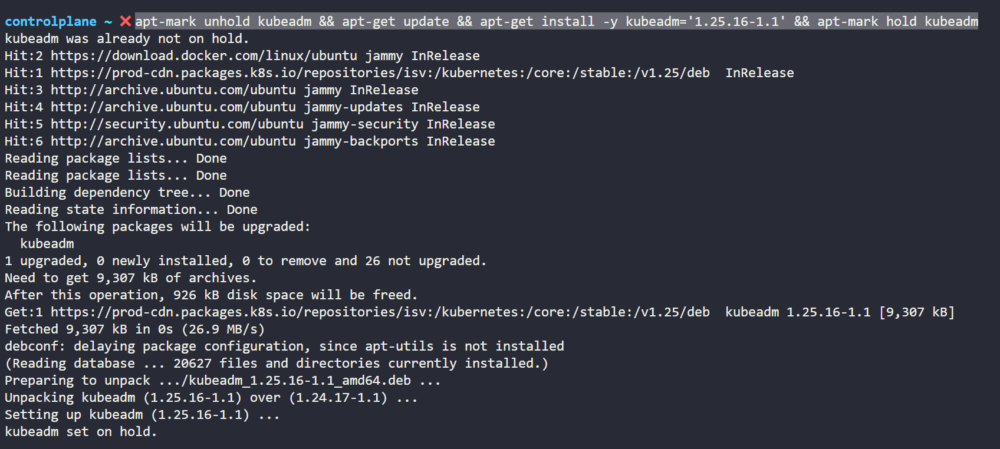 controlplane ~ ❌ apt-mark unhold kubeadm && apt-get update && apt-get install -y kubeadm='1.25.16-1.1' && apt-mark hold kubeadm
kubeadm was already not on hold.
Hit:2 https://download.docker.com/linux/ubuntu jammy InRelease
Hit:1 https://prod-cdn.packages.k8s.io/repositories/isv:/kubernetes:/core:/stable:/v1.25/deb  InRelease
Hit:3 http://archive.ubuntu.com/ubuntu jammy InRelease
Hit:4 http://archive.ubuntu.com/ubuntu jammy-updates InRelease
Hit:5 http://security.ubuntu.com/ubuntu jammy-security InRelease
Hit:6 http://archive.ubuntu.com/ubuntu jammy-backports InRelease
Reading package lists... Done
Reading package lists... Done
Building dependency tree... Done
Reading state information... Done
The following packages will be upgraded:
  kubeadm
1 upgraded, 0 newly installed, 0 to remove and 26 not upgraded.
Need to get 9,307 kB of archives.
After this operation, 926 kB disk space will be freed.
Get:1 https://prod-cdn.packages.k8s.io/repositories/isv:/kubernetes:/core:/stable:/v1.25/deb  kubeadm 1.25.16-1.1 [9,307 kB]
Fetched 9,307 kB in 0s (26.9 MB/s)
debconf: delaying package configuration, since apt-utils is not installed
(Reading database ... 20627 files and directories currently installed.)
Preparing to unpack .../kubeadm_1.25.16-1.1_amd64.deb ...
Unpacking kubeadm (1.25.16-1.1) over (1.24.17-1.1) ...
Setting up kubeadm (1.25.16-1.1) ...
kubeadm set on hold.